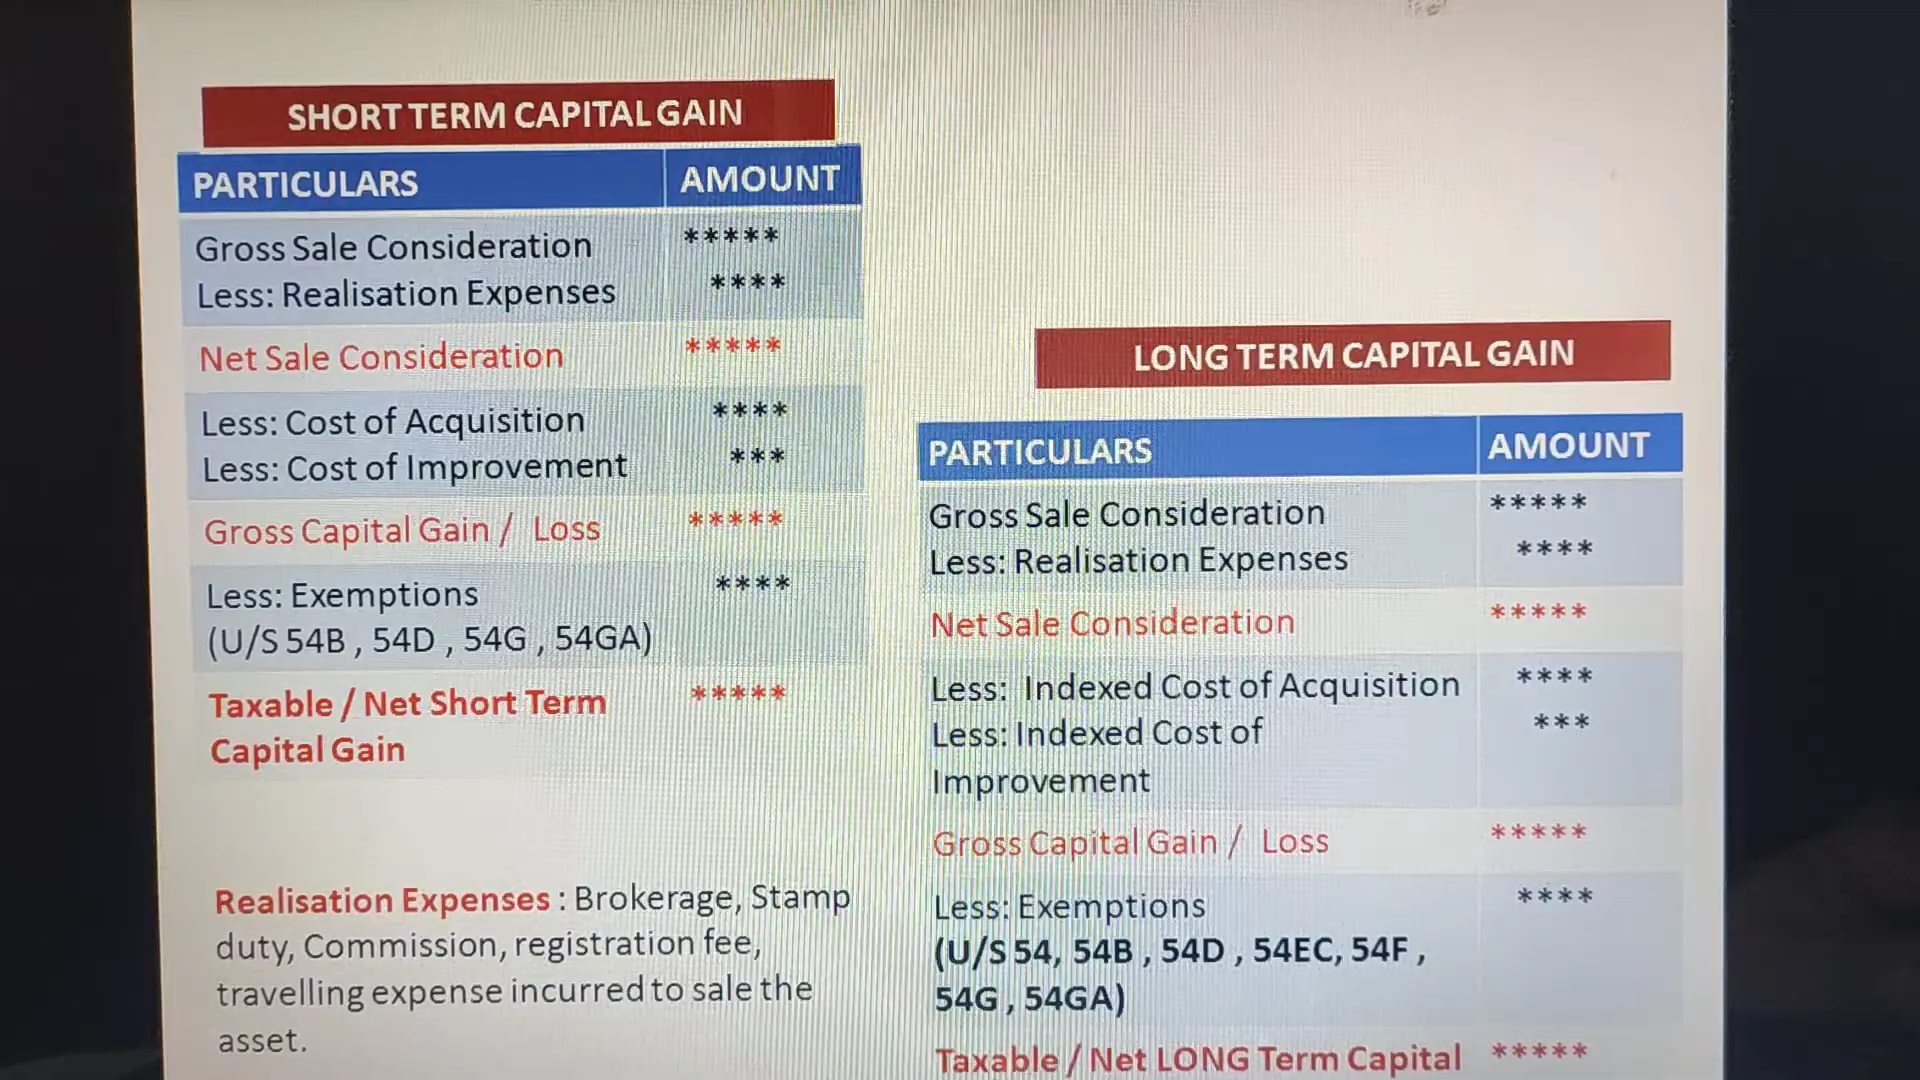 SHORT TERM CAPITAL GAIN
PARTICULARS AMOUNT
Gross Sale Consideration *****
Less: Realisation Expenses ****
Net Sale Consideration *****
Less: Cost of Acquisition ****
Less: Cost of Improvement ***
Gross Capital Gain / Loss *****
Less: Exemptions ****
(U/S 54B , 54D , 54G , 54GA)
Taxable / Net Short Term *****
Capital Gain
Realisation Expenses : Brokerage, Stamp
duty, Commission, registration fee,
travelling expense incurred to sale the
asset.
LONG TERM CAPITAL GAIN
PARTICULARS AMOUNT
Gross Sale Consideration *****
Less: Realisation Expenses ****
Net Sale Consideration *****
Less: Indexed Cost of Acquisition ****
Less: Indexed Cost of ***
Improvement
Gross Capital Gain / Loss *****
Less: Exemptions ****
(U/S 54, 54B , 54D , 54EC, 54F ,
54G , 54GA)
Taxable / Net LONG Term Capital *****